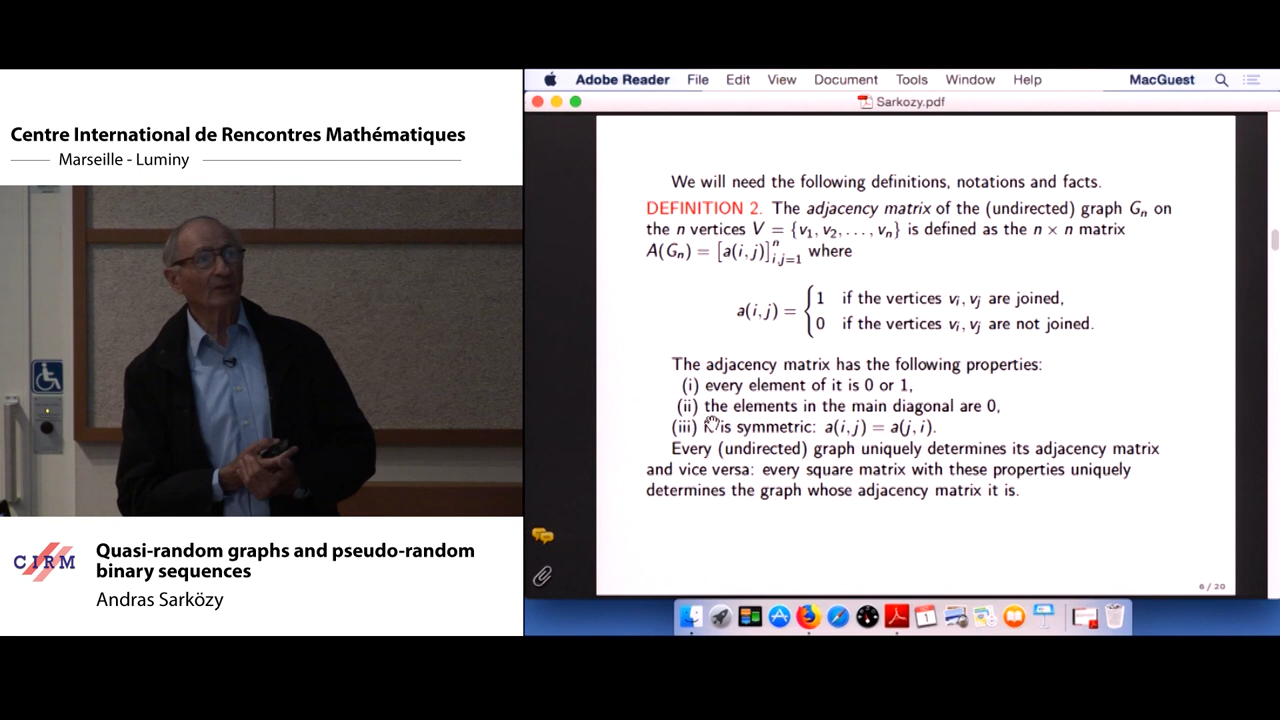 Centre International de Rencontres Mathématiques
Marseille - Luminy
CIRM
Quasi-random graphs and pseudo-random
binary sequences
Andras Sarközy
Adobe Reader File Edit View Document Tools Window Help MacGuest
Sarkozy.pdf
We will need the following definitions, notations and facts.
DEFINITION 2. The adjacency matrix of the (undirected) graph Gₙ on
the n vertices V = {v₁, v₂, . . . , vₙ} is defined as the n × n matrix
A(Gₙ) = [a(i, j)]ⁿᵢ,ⱼ₌₁ where
a(i, j) = {1 if the vertices vᵢ, vⱼ are joined,
0 if the vertices vᵢ, vⱼ are not joined.
The adjacency matrix has the following properties:
(i) every element of it is 0 or 1,
(ii) the elements in the main diagonal are 0,
(iii) is symmetric: a(i, j) = a(j, i).
Every (undirected) graph uniquely determines its adjacency matrix
and vice versa: every square matrix with these properties uniquely
determines the graph whose adjacency matrix it is.
6 / 20
1